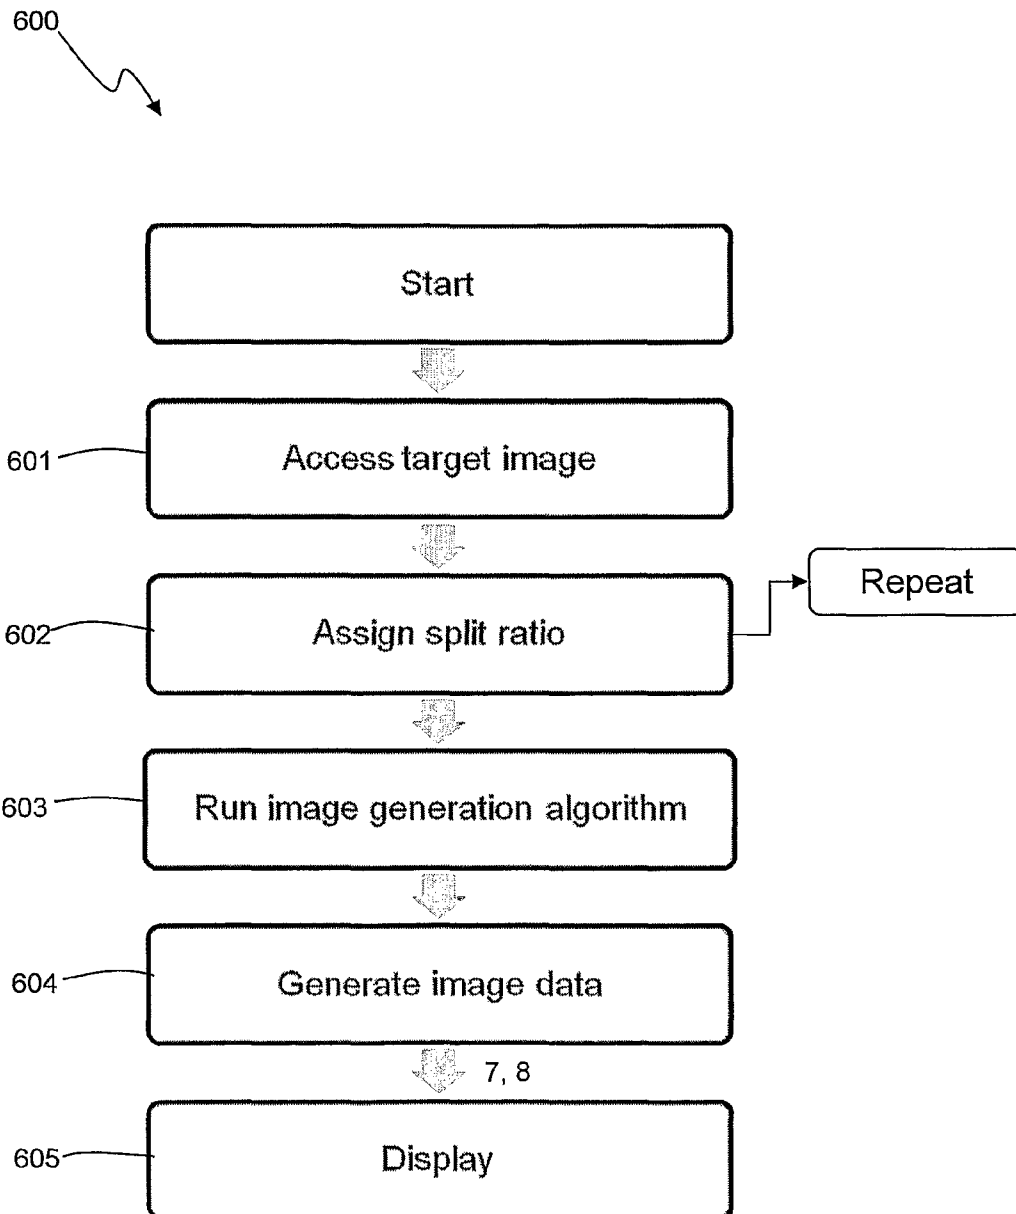 600
Start
601
Access target image
602
Assign split ratio
Repeat
603
Run image generation algorithm
604
Generate image data
7, 8
605
Display